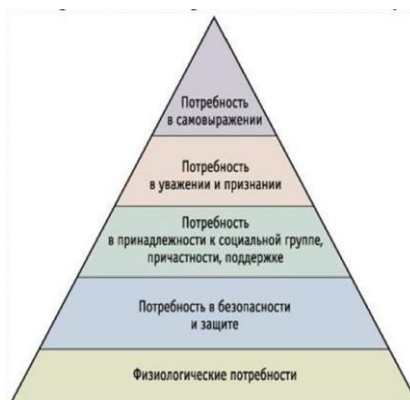 Потребность
в самовыражении
Потребность
в уважении и признании
Потребность
в принадлежности к социальной группе,
причастности, поддержке
Потребность в безопасности
и защите
Физиологические потребности